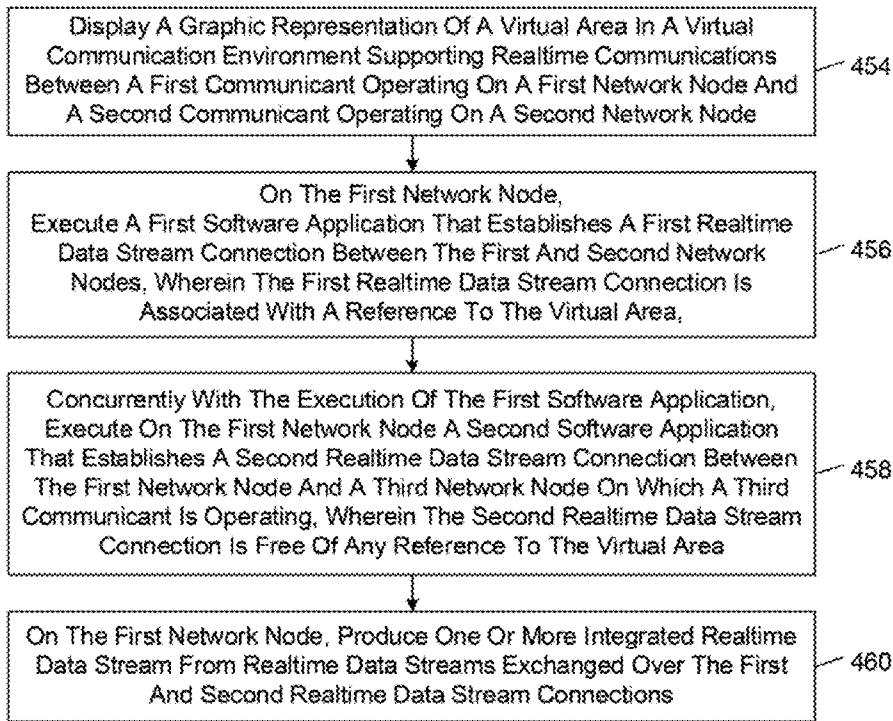 Display A Graphic Representation Of A Virtual Area In A Virtual
Communication Environment Supporting Realtime Communications
Between A First Communicant Operating On A First Network Node And
A Second Communicant Operating On A Second Network Node
454
On The First Network Node,
Execute A First Software Application That Establishes A First Realtime
Data Stream Connection Between The First And Second Network
Nodes, Wherein The First Realtime Data Stream Connection Is
Associated With A Reference To The Virtual Area,
456
Concurrently With The Execution Of The First Software Application,
Execute On The First Network Node A Second Software Application
That Establishes A Second Realtime Data Stream Connection Between
The First Network Node And A Third Network Node On Which A Third
Communicant Is Operating, Wherein The Second Realtime Data Stream
Connection Is Free Of Any Reference To The Virtual Area
458
On The First Network Node, Produce One Or More Integrated Realtime
Data Stream From Realtime Data Streams Exchanged Over The First
And Second Realtime Data Stream Connections
460